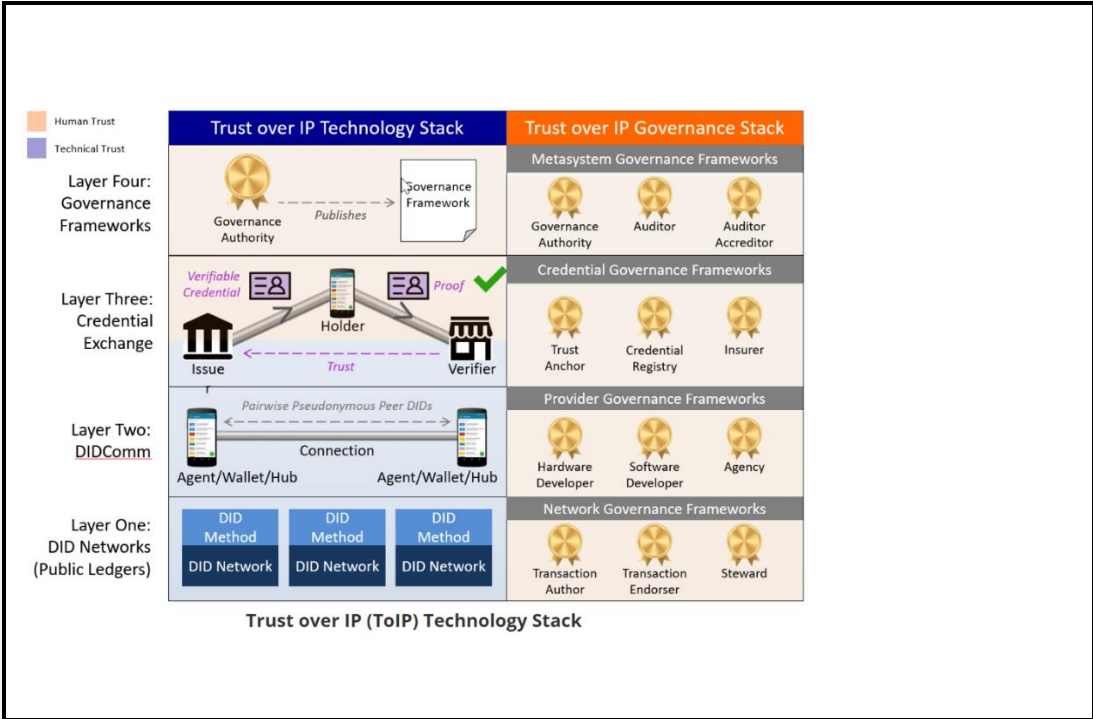 Human Trust
Technical Trust
Trust over IP Technology Stack
Trust over IP Governance Stack
Layer Four:
Governance
Frameworks
Governance
Authority
Publishes
Governance
Framework
Metasystem Governance Frameworks
Governance
Authority
Auditor
Auditor
Accreditor
Layer Three:
Credential
Exchange
Verifiable
Credential
Proof
Holder
Issue
r
Trust
Verifier
Credential Governance Frameworks
Trust
Anchor
Credential
Registry
Insurer
Layer Two:
DIDComm
Pairwise Pseudonymous Peer DIDs
Connection
Agent/Wallet/Hub
Agent/Wallet/Hub
Provider Governance Frameworks
Hardware
Developer
Software
Developer
Agency
Layer One:
DID Networks
(Public Ledgers)
DID
Method
DID Network
DID
Method
DID Network
DID
Method
DID Network
Network Governance Frameworks
Transaction
Author
Transaction
Endorser
Steward
Trust over IP (ToIP) Technology Stack